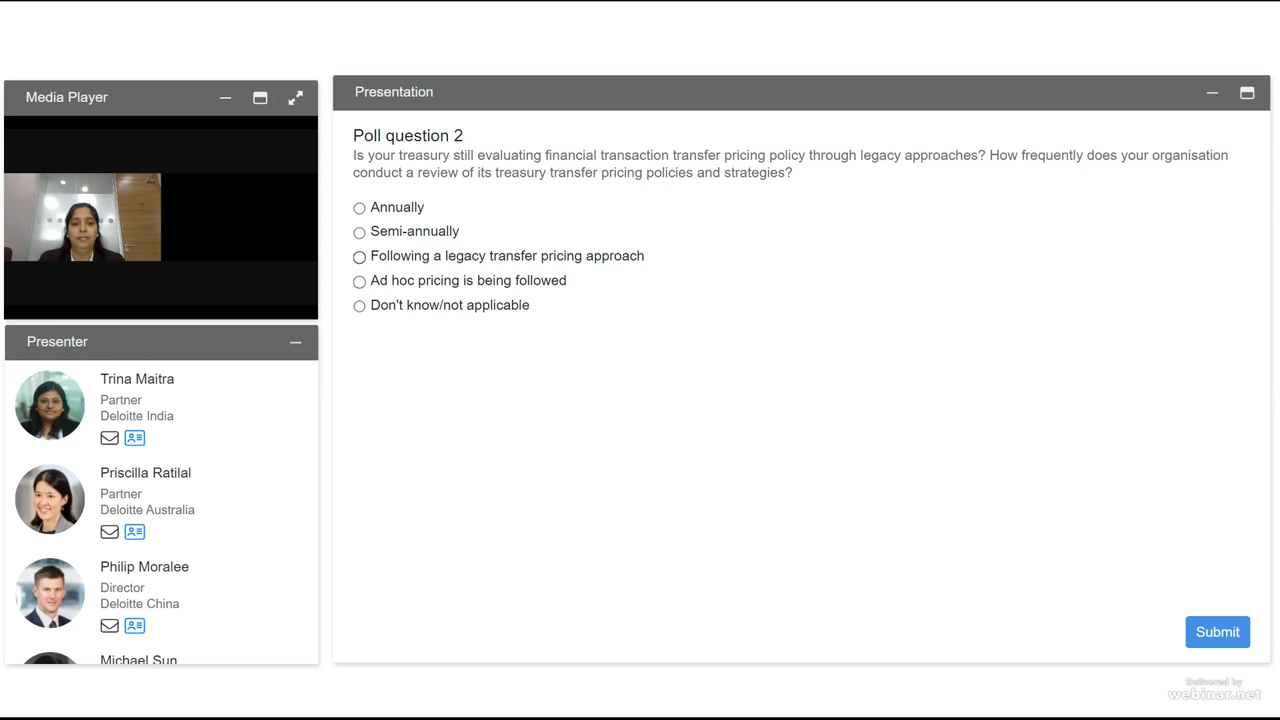 Media Player
Presentation
Poll question 2
Is your treasury still evaluating financial transaction transfer pricing policy through legacy approaches? How frequently does your organisation
conduct a review of its treasury transfer pricing policies and strategies?
Annually
Semi-annually
Following a legacy transfer pricing approach
Ad hoc pricing is being followed
Don't know/not applicable
Submit
Presenter
Trina Maitra
Partner
Deloitte India
Priscilla Ratilal
Partner
Deloitte Australia
Philip Moralee
Director
Deloitte China
Michael Sun
Delivered by
webinar.net